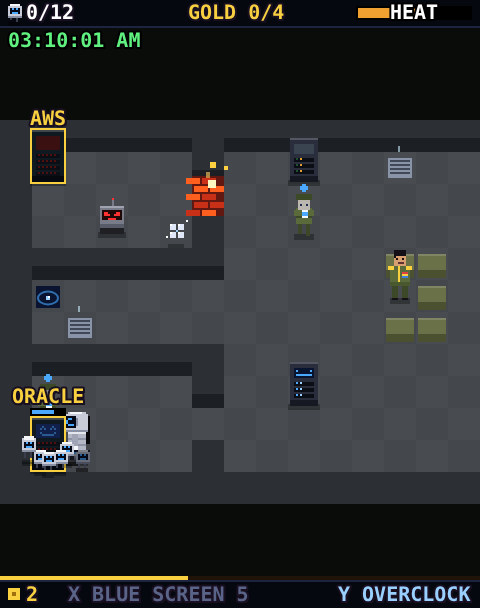 0/12 GOLD 0/4 HEAT
03:10:01 AM
AWS
ORACLE
2 X BLUE SCREEN 5 Y OVERCLOCK